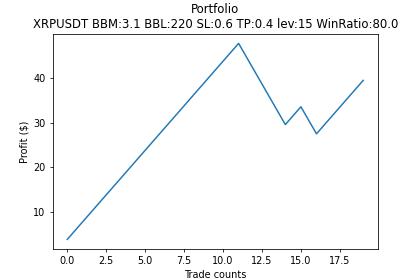 Portfolio
XRPUSDT BBM:3.1 BBL:220 SL:0.6 TP:0.4 lev:15 WinRatio:80.0
40
30
20
10
Profit ($)
0.0 2.5 5.0 7.5 10.0 12.5 15.0 17.5
Trade counts